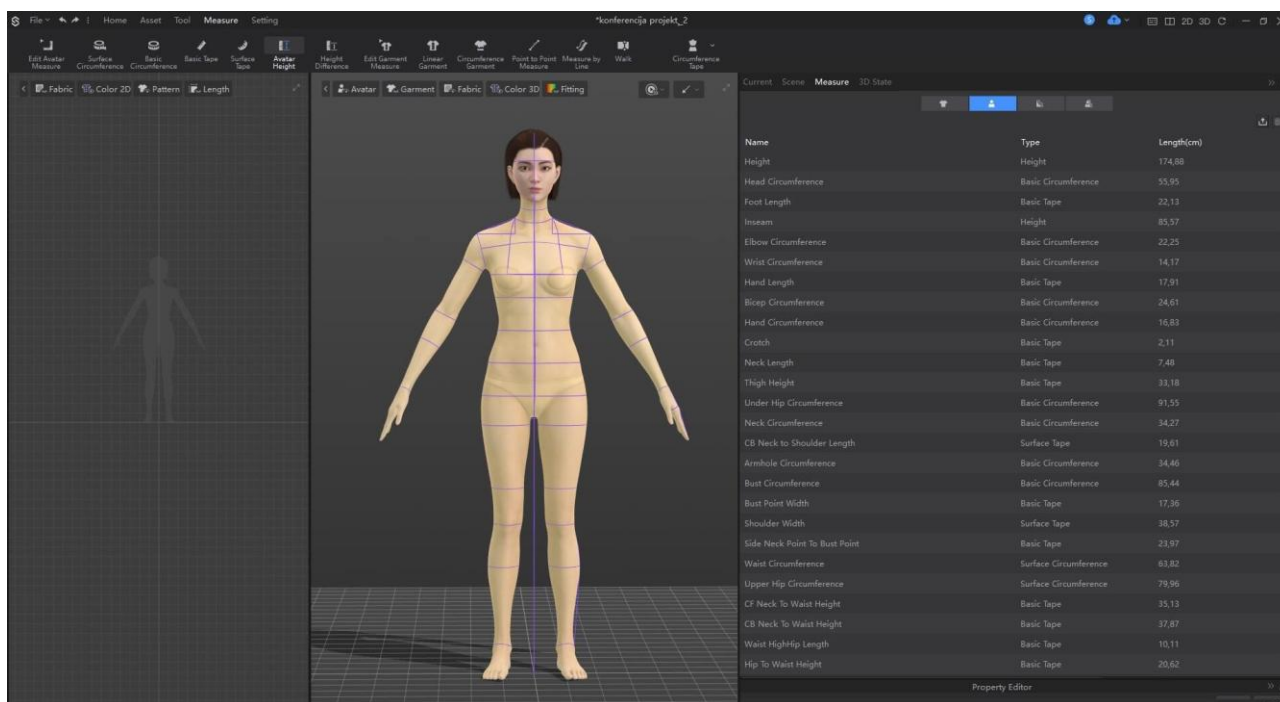 File Home Asset Tool Measure Setting *konferencija projekt_2 S 2D 3D C
Edit Avatar Measure
Surface Circumference
Basic Circumference
Basic Tape
Surface Tape
Avatar Height
Height Difference
Edit Garment Measure
Linear Garment
Circumference Garment
Point to Point Measure
Measure by Line
Walk
Circumference Tape
Fabric Color 2D Pattern Length
Avatar Garment Fabric Color 3D Fitting
Current Scene Measure 3D State
Name Type Length(cm)
Height Height 174,88
Head Circumference Basic Circumference 55,95
Foot Length Basic Tape 22,13
Inseam Height 85,57
Elbow Circumference Basic Circumference 22,25
Wrist Circumference Basic Circumference 14,17
Hand Length Basic Tape 17,91
Bicep Circumference Basic Circumference 24,61
Hand Circumference Basic Circumference 16,83
Crotch Basic Tape 2,11
Neck Length Basic Tape 7,48
Thigh Height Basic Tape 33,18
Under Hip Circumference Basic Circumference 91,55
Neck Circumference Basic Circumference 34,27
CB Neck to Shoulder Length Surface Tape 19,61
Armhole Circumference Basic Circumference 34,46
Bust Circumference Basic Circumference 85,44
Bust Point Width Basic Tape 17,36
Shoulder Width Surface Tape 38,57
Side Neck Point To Bust Point Basic Tape 23,97
Waist Circumference Surface Circumference 63,82
Upper Hip Circumference Surface Circumference 79,96
CF Neck To Waist Height Basic Tape 35,13
CB Neck To Waist Height Basic Tape 37,87
Waist HighHip Length Basic Tape 10,11
Hip To Waist Height Basic Tape 20,62
Property Editor